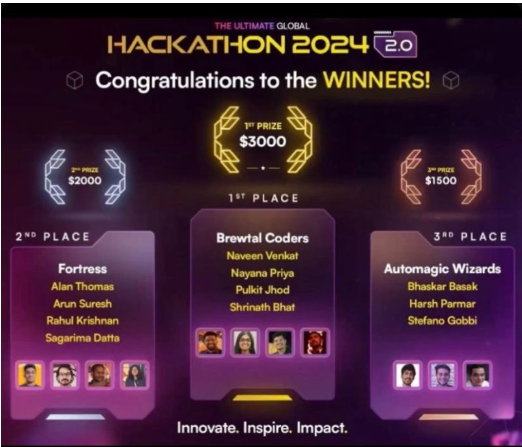 THE ULTIMATE GLOBAL
HACKATHON 2024 2.0
Congratulations to the WINNERS!
1ST PRIZE
$3000
2ND PRIZE
$2000
3RD PRIZE
$1500
1ST PLACE
2ND PLACE
3RD PLACE
Brewtal Coders
Naveen Venkat
Nayana Priya
Pulkit Jhod
Shrinath Bhat
Fortress
Alan Thomas
Arun Suresh
Rahul Krishnan
Sagarima Datta
Automagic Wizards
Bhaskar Basak
Harsh Parmar
Stefano Gobbi
Innovate. Inspire. Impact.